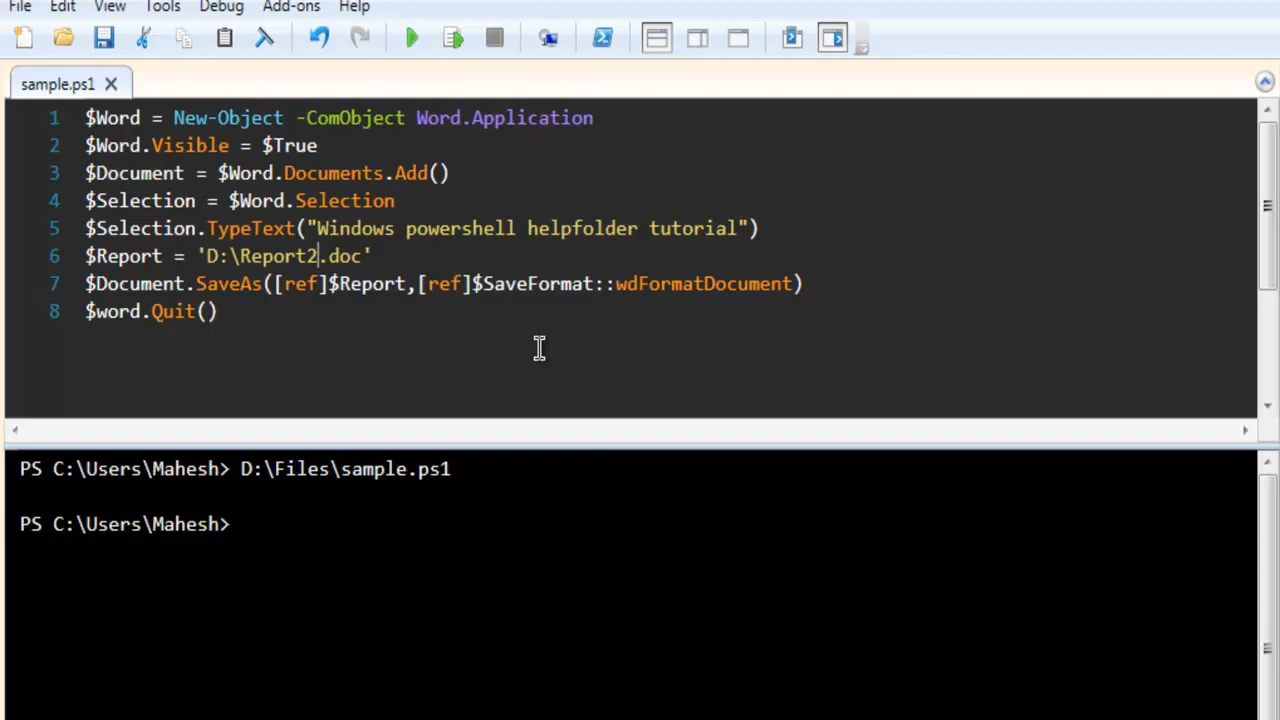 File Edit View Tools Debug Add-ons Help
sample.ps1
1 $Word = New-Object -ComObject Word.Application
2 $Word.Visible = $True
3 $Document = $Word.Documents.Add()
4 $Selection = $Word.Selection
5 $Selection.TypeText("Windows powershell helpfolder tutorial")
6 $Report = 'D:\Report2.doc'
7 $Document.SaveAs([ref]$Report,[ref]$SaveFormat::wdFormatDocument)
8 $word.Quit()
PS C:\Users\Mahesh> D:\Files\sample.ps1
PS C:\Users\Mahesh>